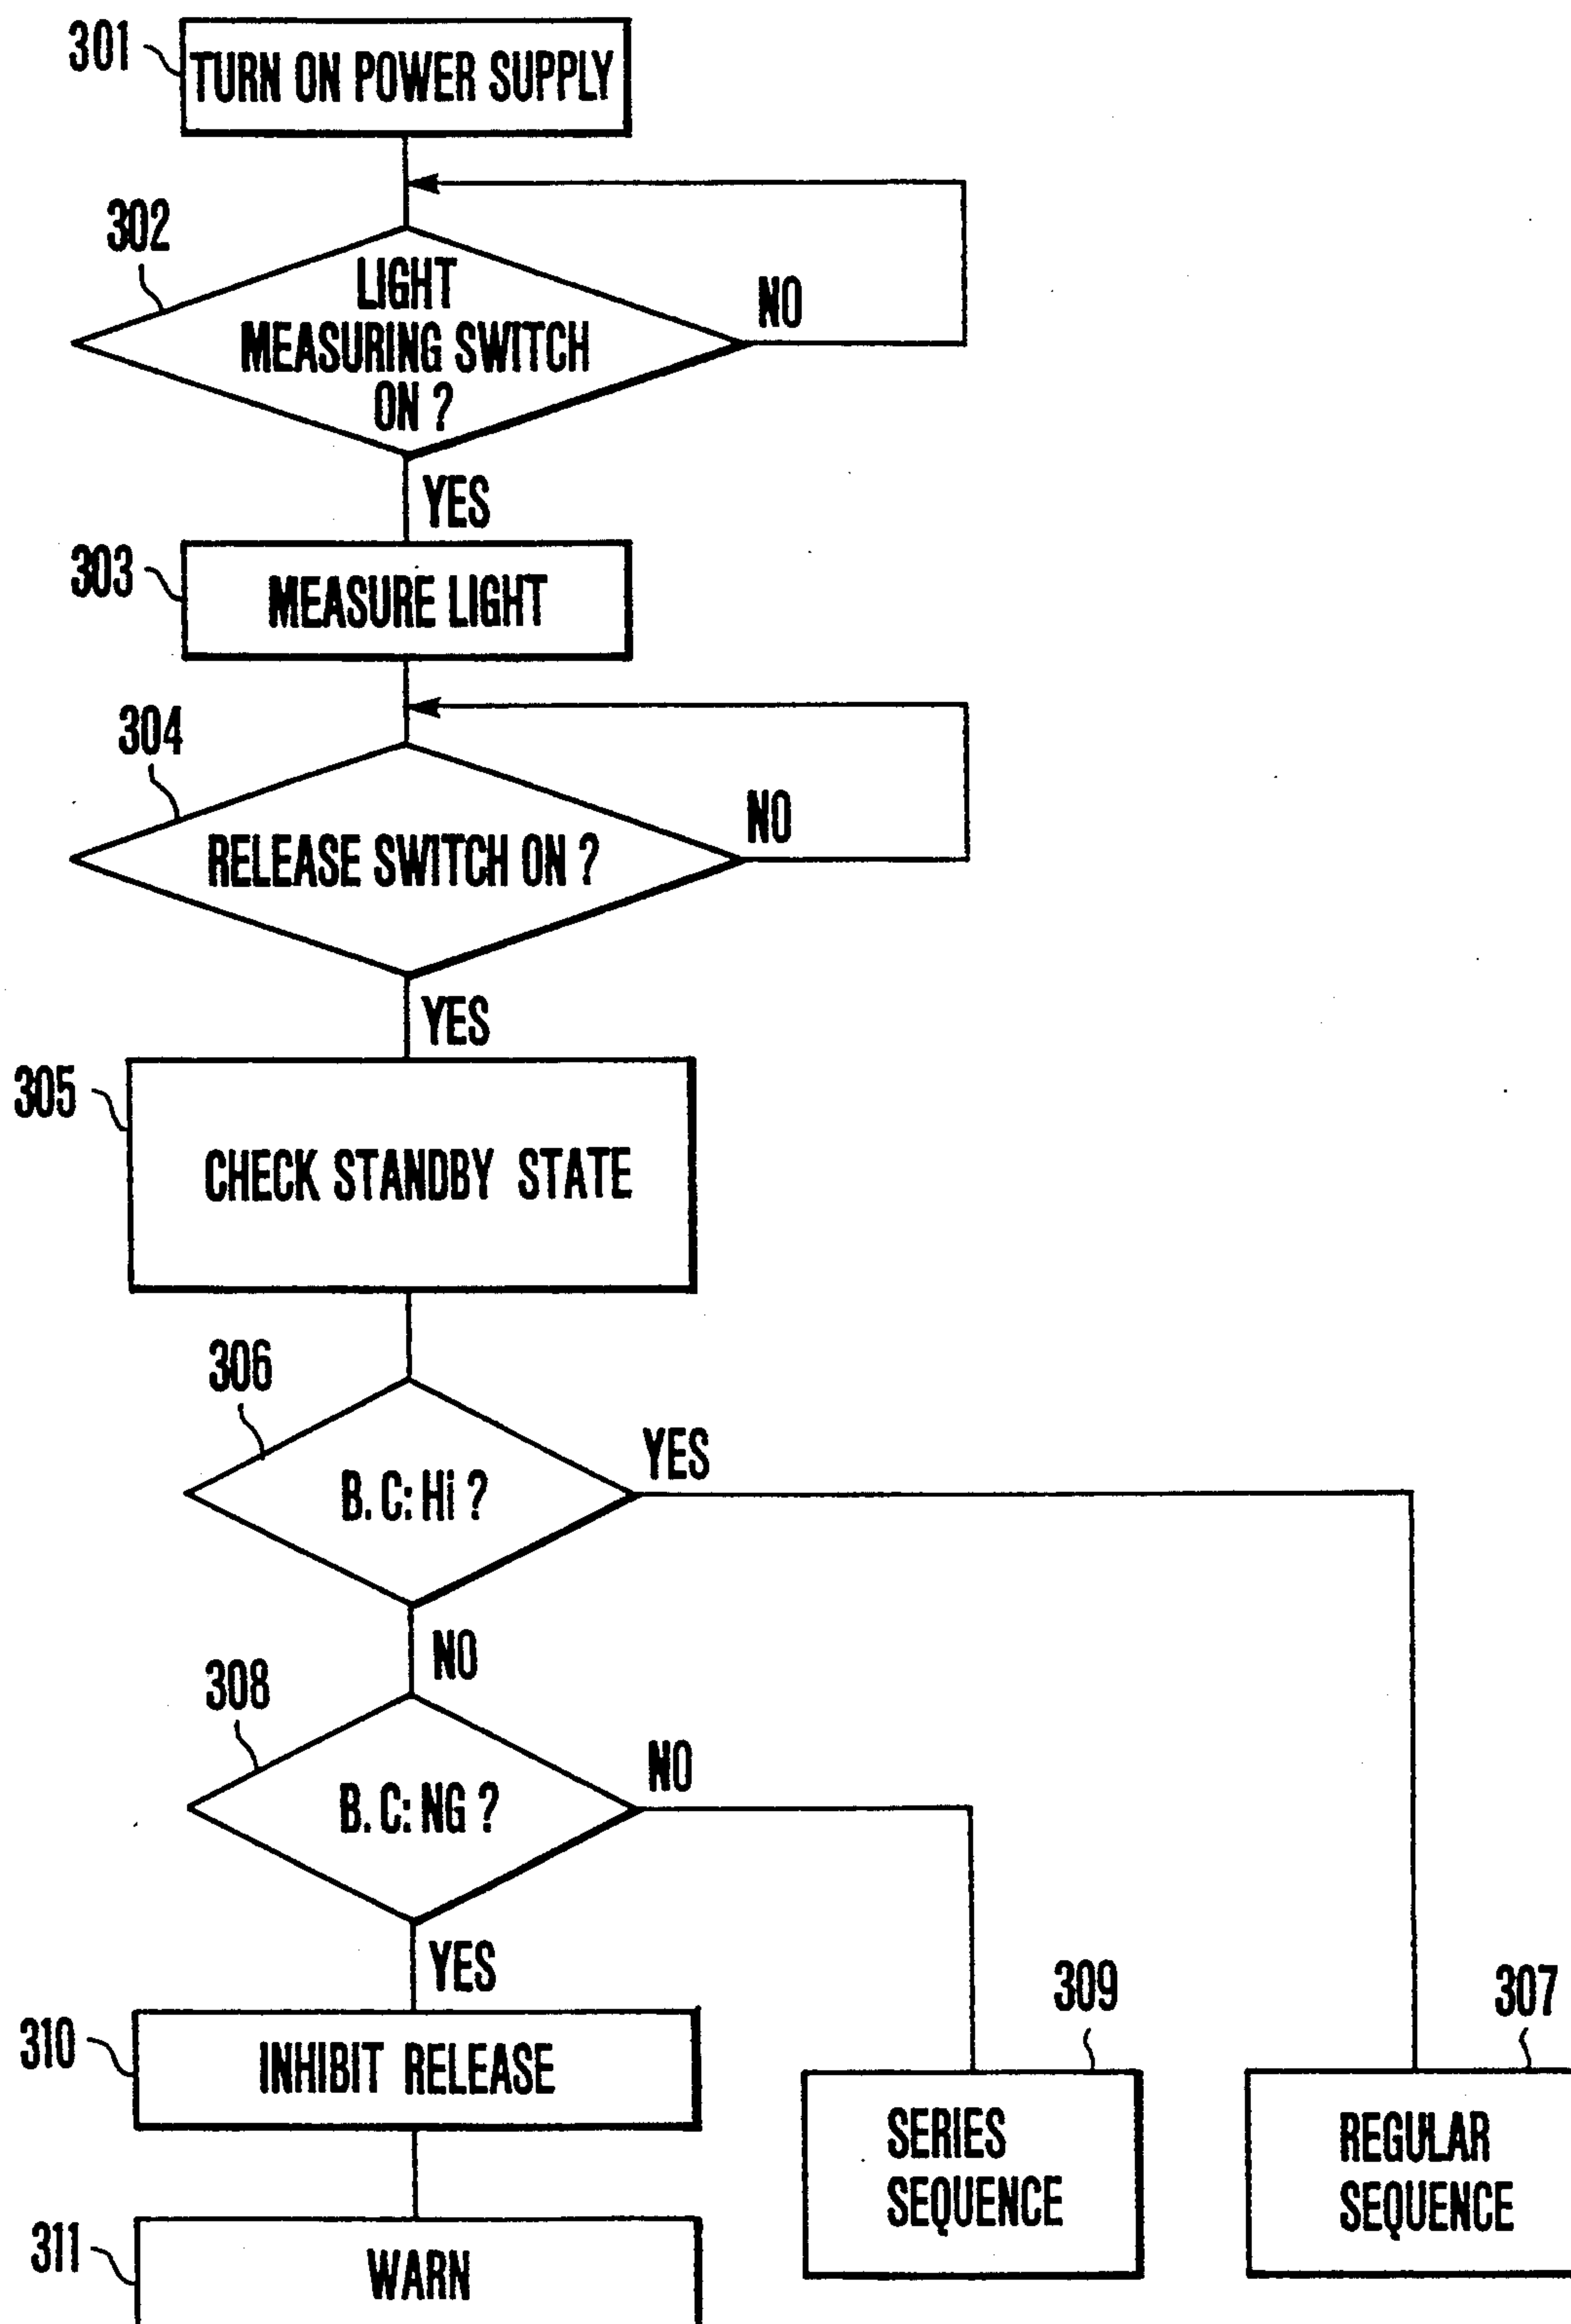 301
TURN ON POWER SUPPLY
302
LIGHT
MEASURING SWITCH
ON ?
NO
YES
303
MEASURE LIGHT
304
RELEASE SWITCH ON ?
NO
YES
305
CHECK STANDBY STATE
306
B. C: Hi ?
YES
NO
308
B. C: NG ?
NO
YES
310
INHIBIT RELEASE
309
SERIES
SEQUENCE
307
REGULAR
SEQUENCE
311
WARN